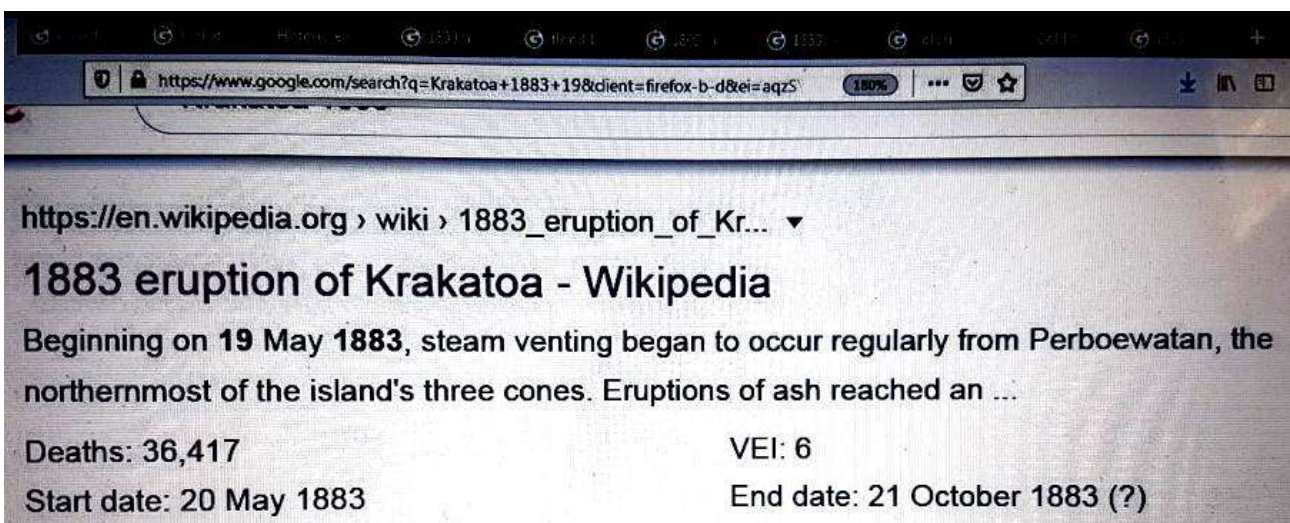 https://www.google.com/search?q=Krakatoa+1883+19&client=firefox-b-d&ei=aqzS
180%
https://en.wikipedia.org › wiki › 1883_eruption_of_Kr...
1883 eruption of Krakatoa - Wikipedia
Beginning on 19 May 1883, steam venting began to occur regularly from Perboewatan, the
northernmost of the island's three cones. Eruptions of ash reached an ...
Deaths: 36,417
VEI: 6
Start date: 20 May 1883
End date: 21 October 1883 (?)